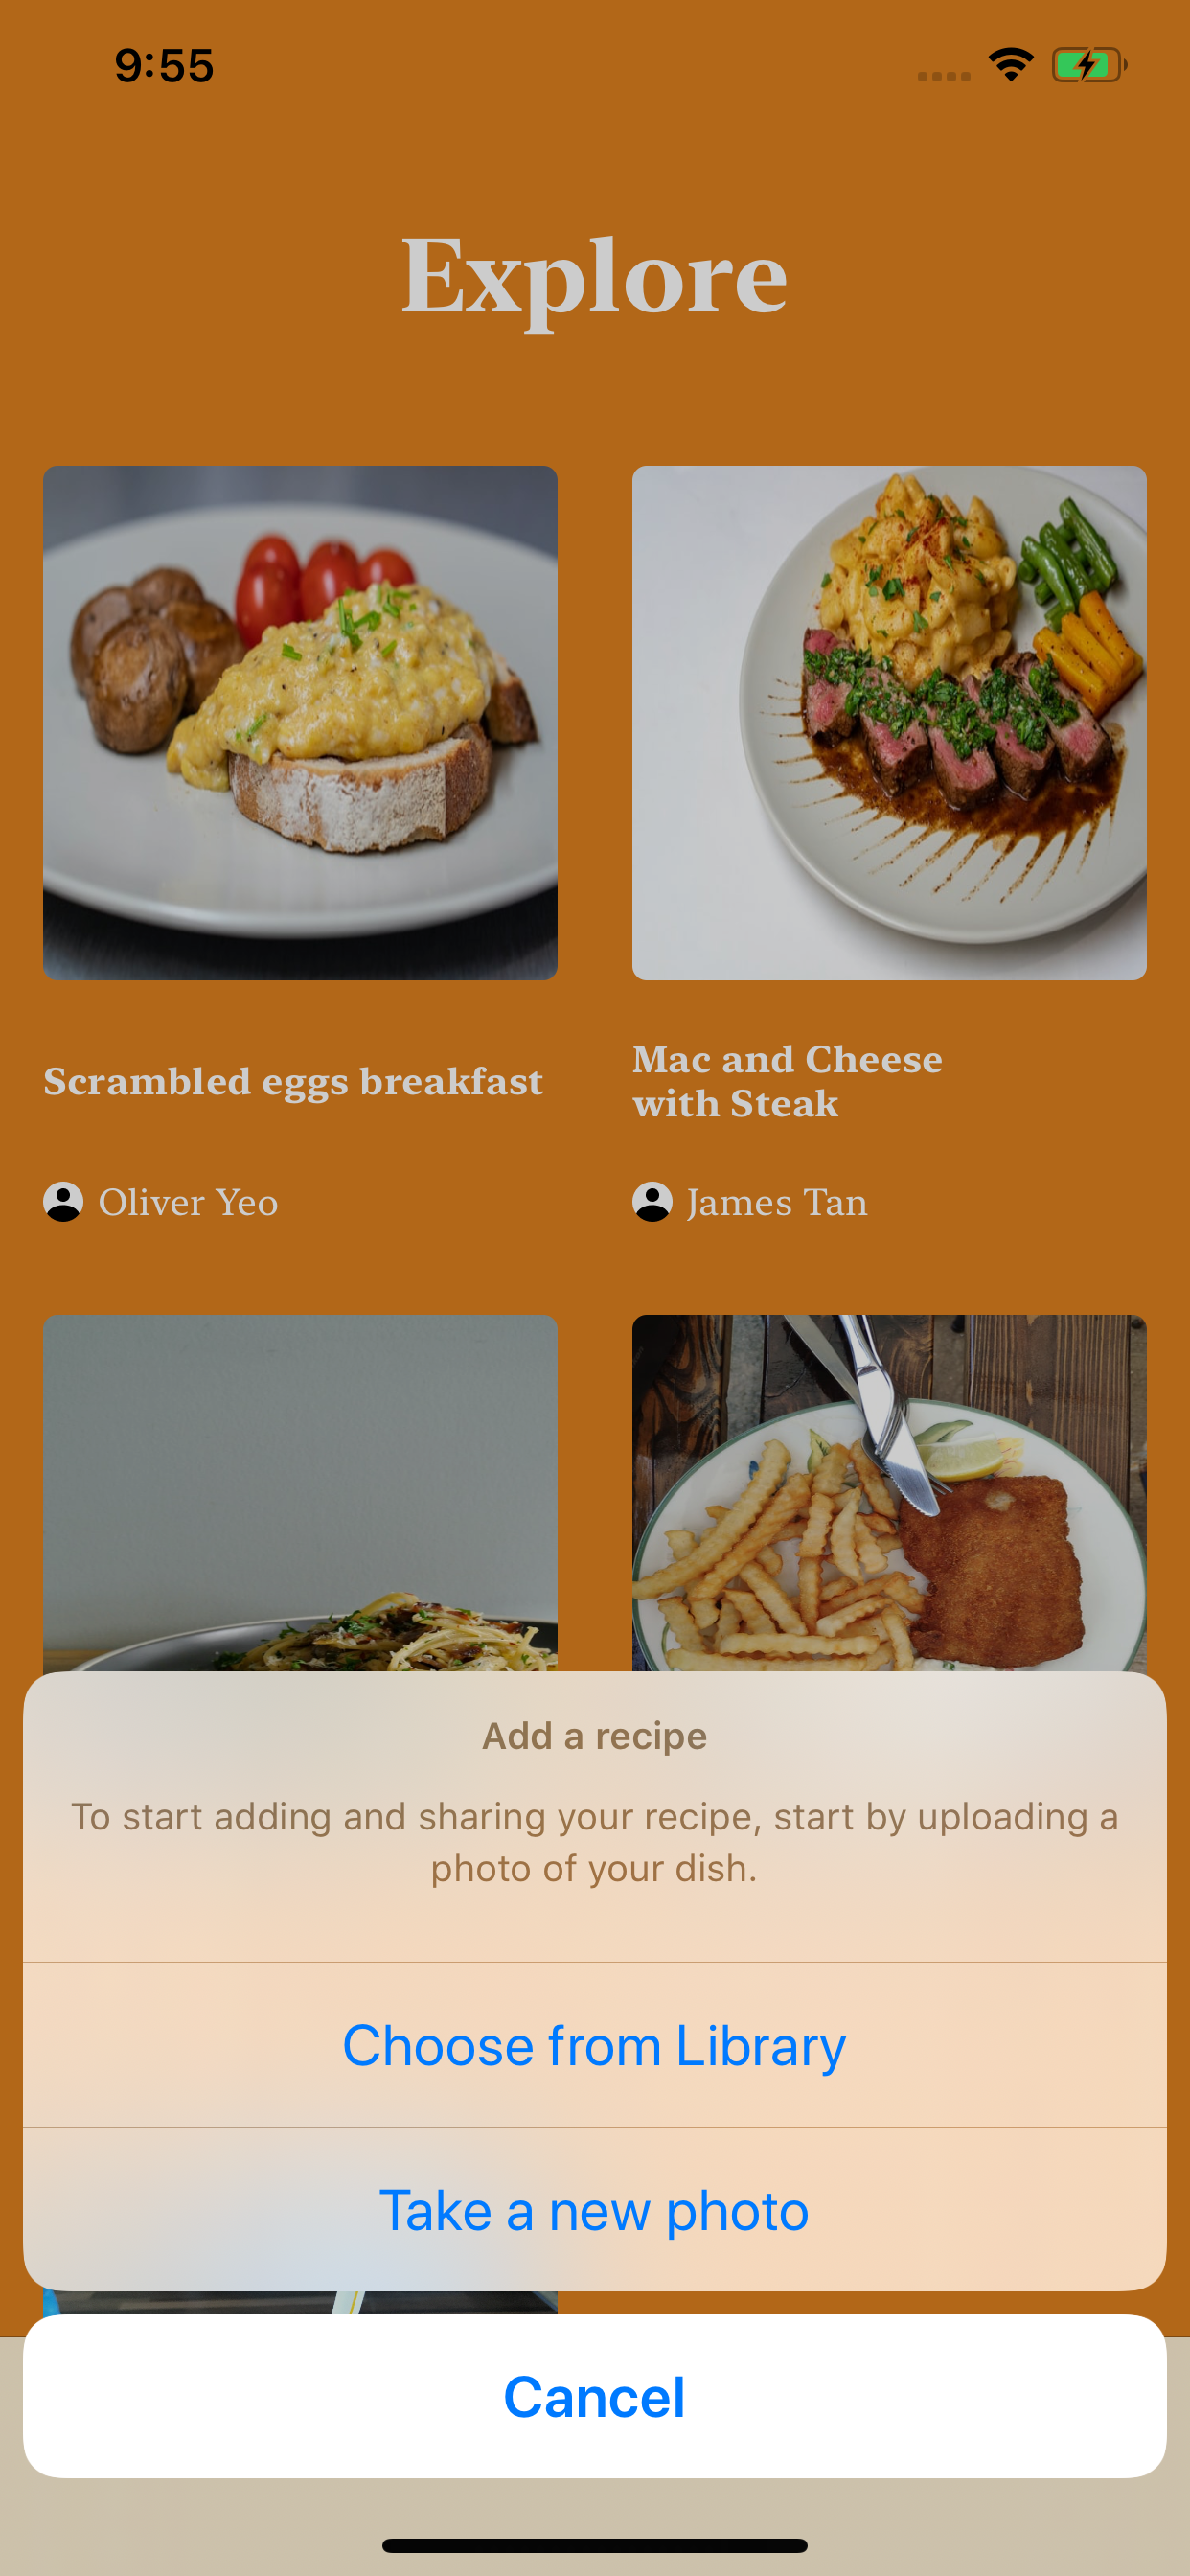 9:55
Explore
Scrambled eggs breakfast
Mac and Cheese
with Steak
Oliver Yeo
James Tan
Add a recipe
To start adding and sharing your recipe, start by uploading a
photo of your dish.
Choose from Library
Take a new photo
Cancel